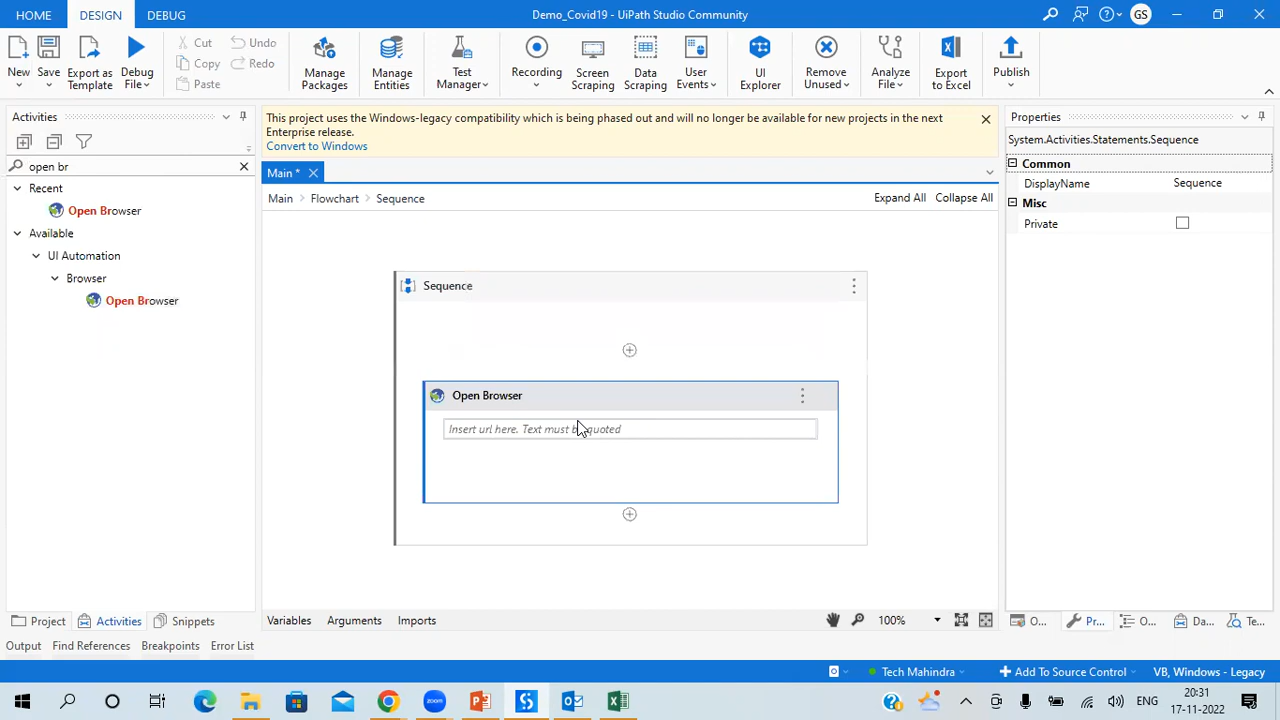 HOME DESIGN DEBUG Demo_Covid19 - UiPath Studio Community GS
New
Save
Export as Template
Debug File
Cut
Copy
Paste
Undo
Redo
Manage Packages
Manage Entities
Test Manager
Recording
Screen Scraping
Data Scraping
User Events
UI Explorer
Remove Unused
Analyze File
Export to Excel
Publish
Activities
open br
Recent
Open Browser
Available
UI Automation
Browser
Open Browser
Project Activities Snippets
This project uses the Windows-legacy compatibility which is being phased out and will no longer be available for new projects in the next
Enterprise release.
Convert to Windows
Main *
Main Flowchart Sequence Expand All Collapse All
Sequence
Open Browser
Insert url here. Text must be quoted
Variables Arguments Imports 100%
Properties
System.Activities.Statements.Sequence
Common
DisplayName Sequence
Misc
Private
O... Pr... O... Da... Te...
Output Find References Breakpoints Error List
Tech Mahindra Add To Source Control VB, Windows - Legacy
zoom
ENG
20:31
17-11-2022